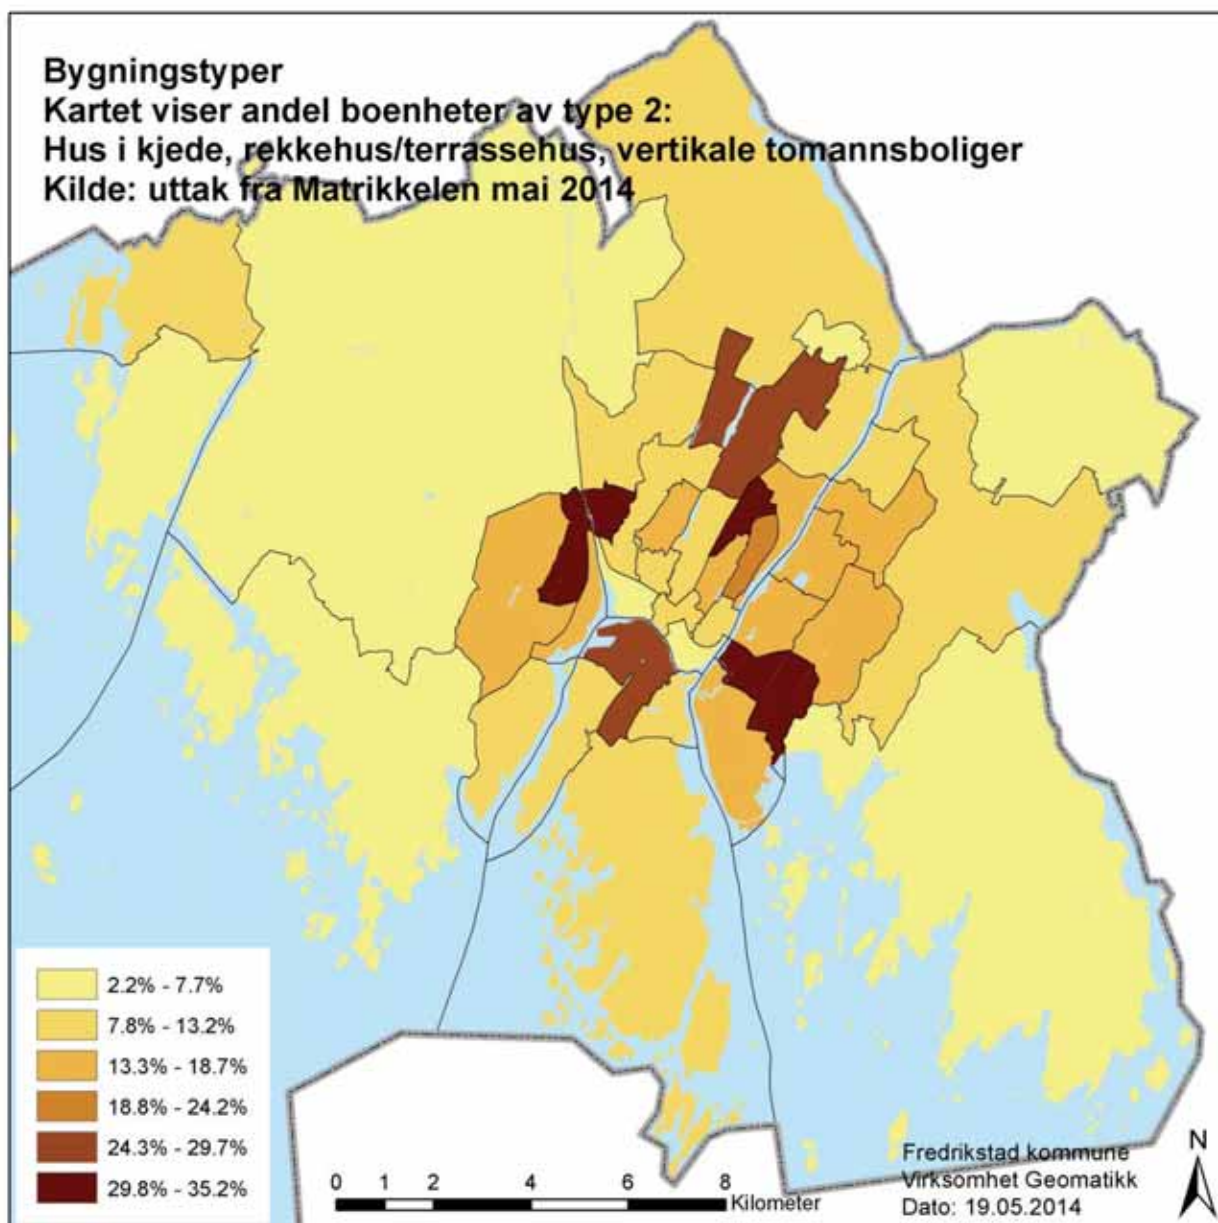 Bygningstyper
Kartet viser andel boenheter av type 2:
Hus i kjede, rekkehus/terrassehus, vertikale tomannsboliger
Kilde: uttak fra Matrikkelen mai 2014
2.2% - 7.7%
7.8% - 13.2%
13.3% - 18.7%
18.8% - 24.2%
24.3% - 29.7%
29.8% - 35.2%
0 1 2 4 6 8
Kilometer
Fredrikstad kommune
Virksomhet Geomatikk
Dato: 19.05.2014
N